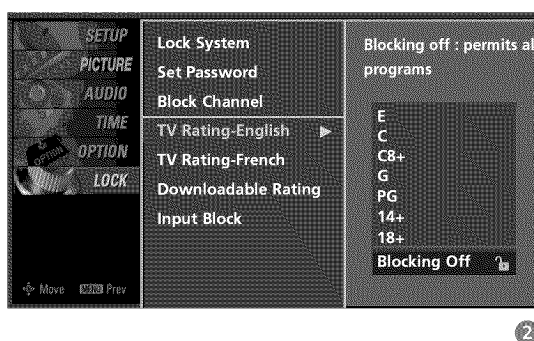 SETUP
PICTURE
AUDIO
TIME
OPTION
LOCK
Move MENU Prev
Lock System
Set Password
Block Channel
TV Rating-English
TV Rating-French
Downloadable Rating
Input Block
Blocking off : permits al
programs
E
C
C8+
G
PG
14+
18+
Blocking Off
2